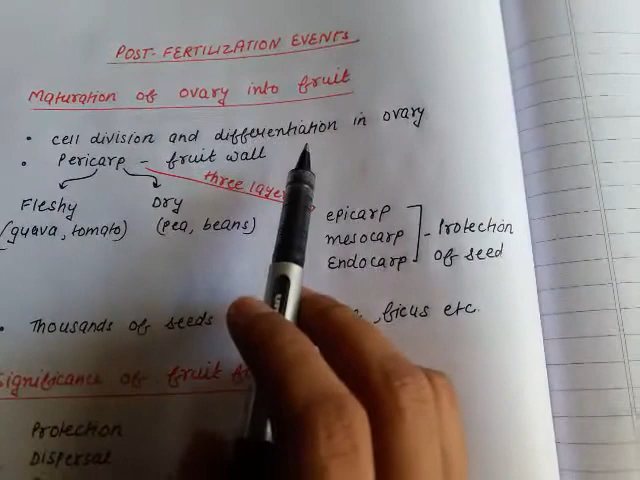 POST-FERTILIZATION EVENTS
Maturation of ovary into fruit
• cell division and differentiation in ovary
• Pericarp - fruit wall
three layer
Fleshy
(guava, tomato)
Dry
(pea, beans)
epicarp
mesocarp
Endocarp
- Protection of seed
• Thousands of seeds , ficus etc.
Significance of fruit
Protection
Dispersal